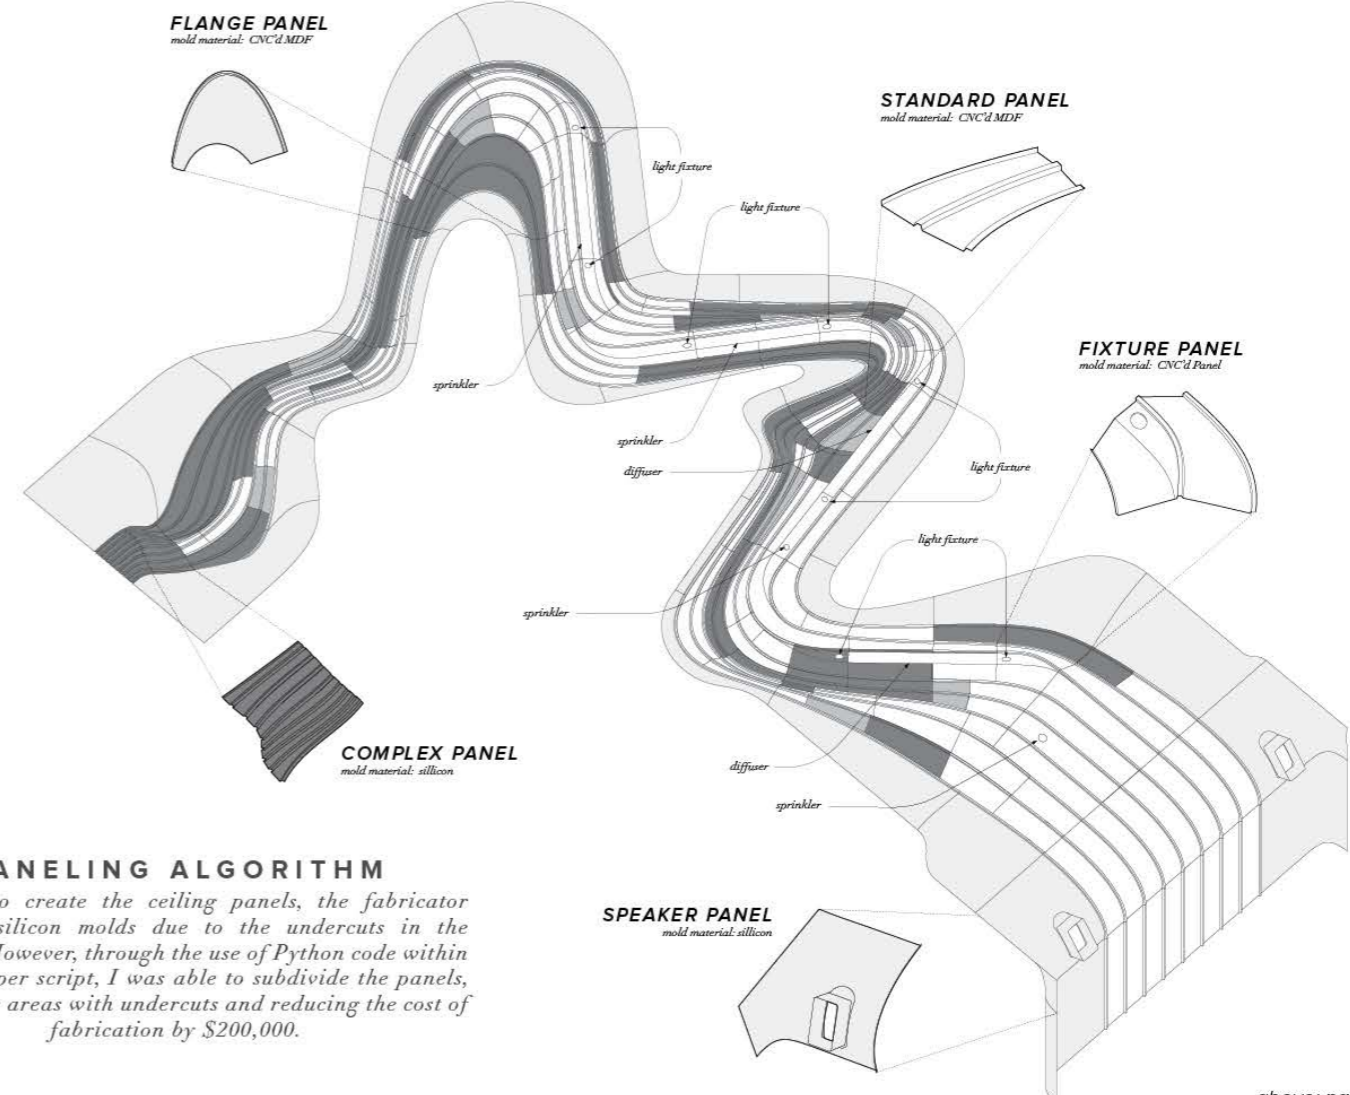 FLANGE PANEL
mold material: CNC'd MDF
STANDARD PANEL
mold material: CNC'd MDF
light fixture
light fixture
FIXTURE PANEL
mold material: CNC'd Panel
sprinkler
sprinkler
diffuser
light fixture
light fixture
sprinkler
COMPLEX PANEL
mold material: sillicon
diffuser
sprinkler
ANELING ALGORITHM
o create the ceiling panels, the fabricator
silicon molds due to the undercuts in the
owever, through the use of Python code within
per script, I was able to subdivide the panels,
areas with undercuts and reducing the cost of
fabrication by $200,000.
SPEAKER PANEL
mold material: sillicon